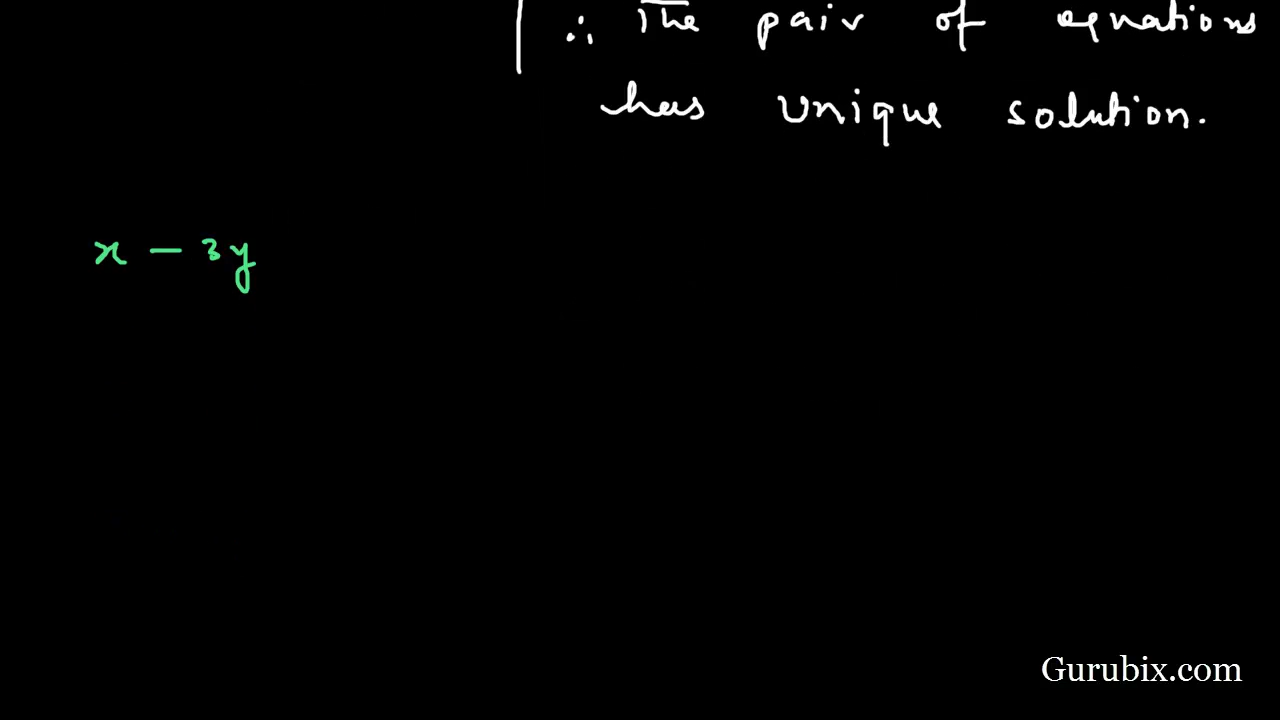 ∴ The pair of equations
has unique solution.
x - 3y
Gurubix.com